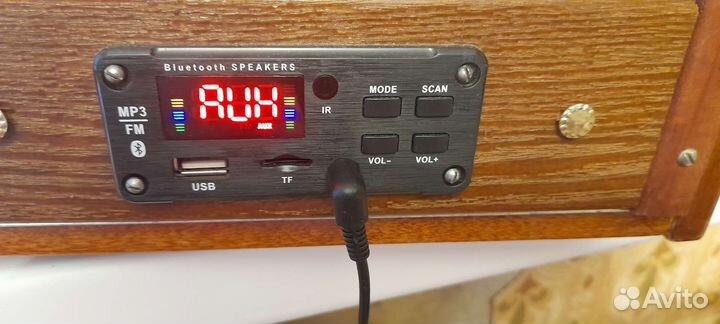 Bluetooth SPEAKERS
AUX
AUX
MP3
FM
IR
MODE
SCAN
VOL-
VOL+
USB
TF
Avito